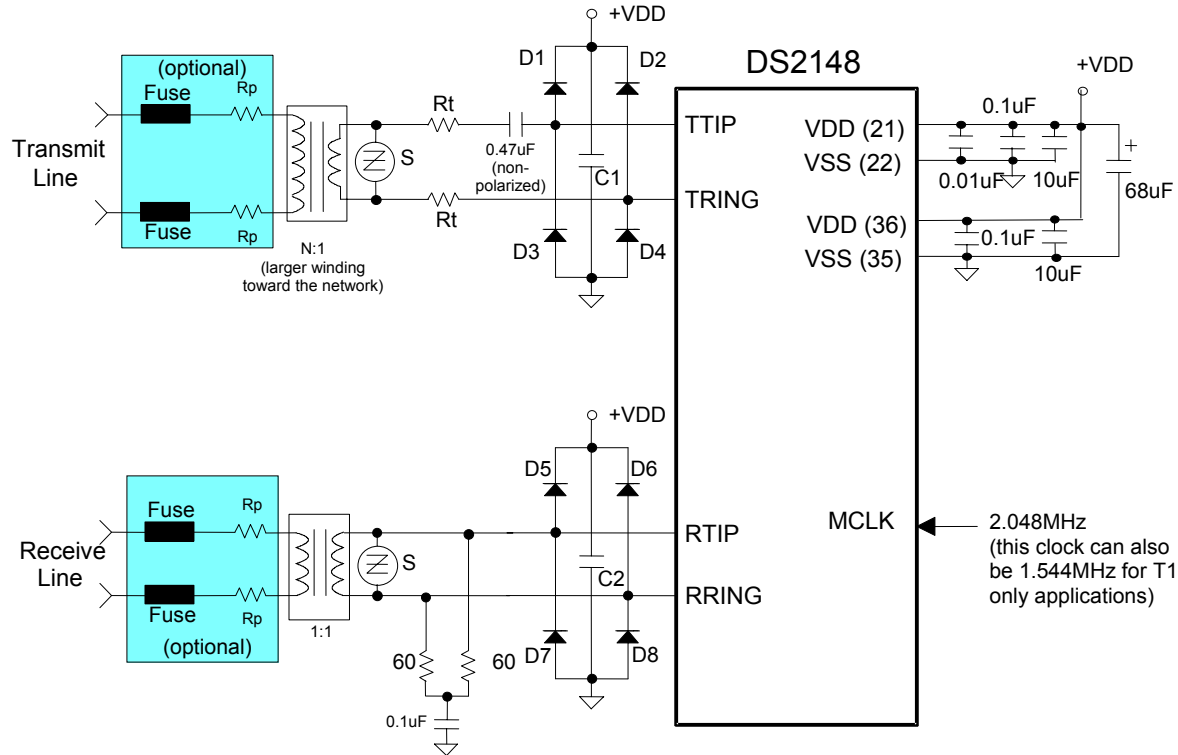 +VDD
(optional)
Fuse
Rp
D1
D2
DS2148
+VDD
Rt
0.1uF
TTIP
VDD (21)
+
Transmit
Line
S
0.47uF
(non-
polarized)
C1
VSS (22)
0.01uF
10uF
68uF
TRING
Fuse
Rp
Rt
VDD (36)
N:1
(larger winding
toward the network)
D3
D4
0.1uF
VSS (35)
10uF
+VDD
D5
D6
Fuse
Rp
RTIP
MCLK
2.048MHz
(this clock can also
be 1.544MHz for T1
only applications)
Receive
Line
S
C2
RRING
Fuse
Rp
1:1
(optional)
60
60
D7
D8
0.1uF